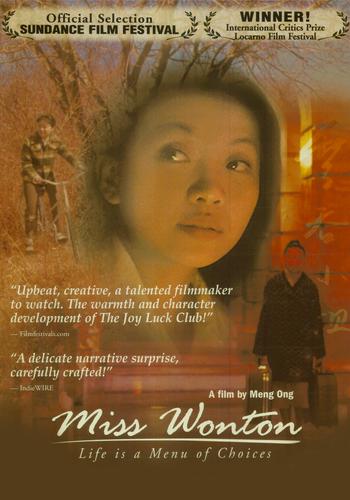 Official Selection
SUNDANCE FILM FESTIVAL
WINNER!
International Critics Prize
Locarno Film Festival
"Upbeat, creative, a talented filmmaker
to watch. The warmth and character
development of The Joy Luck Club!"
— Filmfestivals.com
"A delicate narrative surprise,
carefully crafted!"
— IndieWIRE
A film by Meng Ong
Miss Wonton
Life is a Menu of Choices